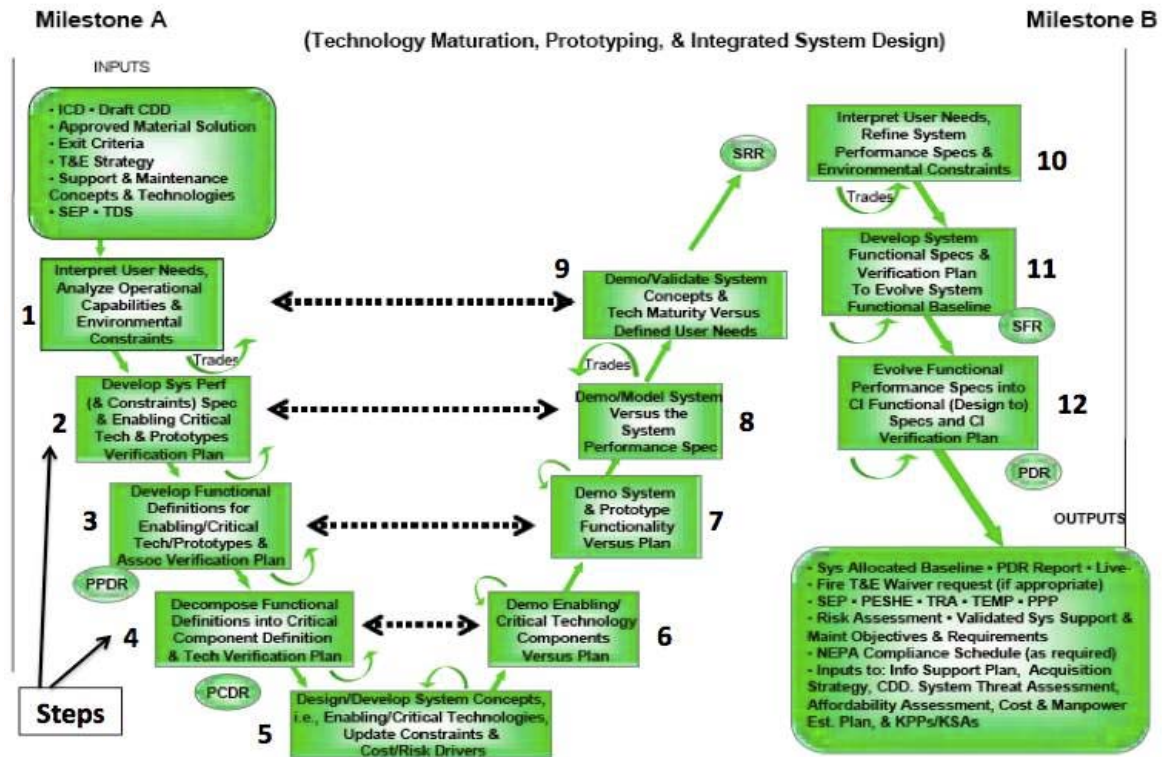 Milestone A
Milestone B
(Technology Maturation, Prototyping, & Integrated System Design)
INPUTS
• ICD • Draft CDD
• Approved Material Solution
• Exit Criteria
• T&E Strategy
• Support & Maintenance
Concepts & Technologies
• SEP • TDS
1
Interpret User Needs,
Analyze Operational
Capabilities &
Environmental
Constraints
Trades
2
Develop Sys Perf
(& Constraints) Spec
& Enabling Critical
Tech & Prototypes
Verification Plan
3
Develop Functional
Definitions for
Enabling/Critical
Tech/Prototypes &
Assoc Verification Plan
PPDR
4
Decompose Functional
Definitions into Critical
Component Definition
& Tech Verification Plan
PCDR
Steps
5
Design/Develop System Concepts,
i.e., Enabling/Critical Technologies,
Update Constraints &
Cost/Risk Drivers
6
Demo Enabling/
Critical Technology
Components
Versus Plan
7
Demo System
& Prototype
Functionality
Versus Plan
8
Demo/Model System
Versus the
System
Performance Spec
Trades
9
Demo/Validate System
Concepts &
Tech Maturity Versus
Defined User Needs
SRR
10
Interpret User Needs,
Refine System
Performance Specs &
Environmental Constraints
Trades
11
Develop System
Functional Specs &
Verification Plan
To Evolve System
Functional Baseline
SFR
12
Evolve Functional
Performance Specs into
CI Functional (Design to)
Specs and CI
Verification Plan
PDR
OUTPUTS
• Sys Allocated Baseline • PDR Report • Live-
• Fire T&E Waiver request (if appropriate)
• SEP • PESHE • TRA • TEMP • PPP
• Risk Assessment • Validated Sys Support &
Maint Objectives & Requirements
• NEPA Compliance Schedule (as required)
• Inputs to: Info Support Plan, Acquisition
Strategy, CDD. System Threat Assessment,
Affordability Assessment, Cost & Manpower
Est. Plan, & KPPs/KSAs